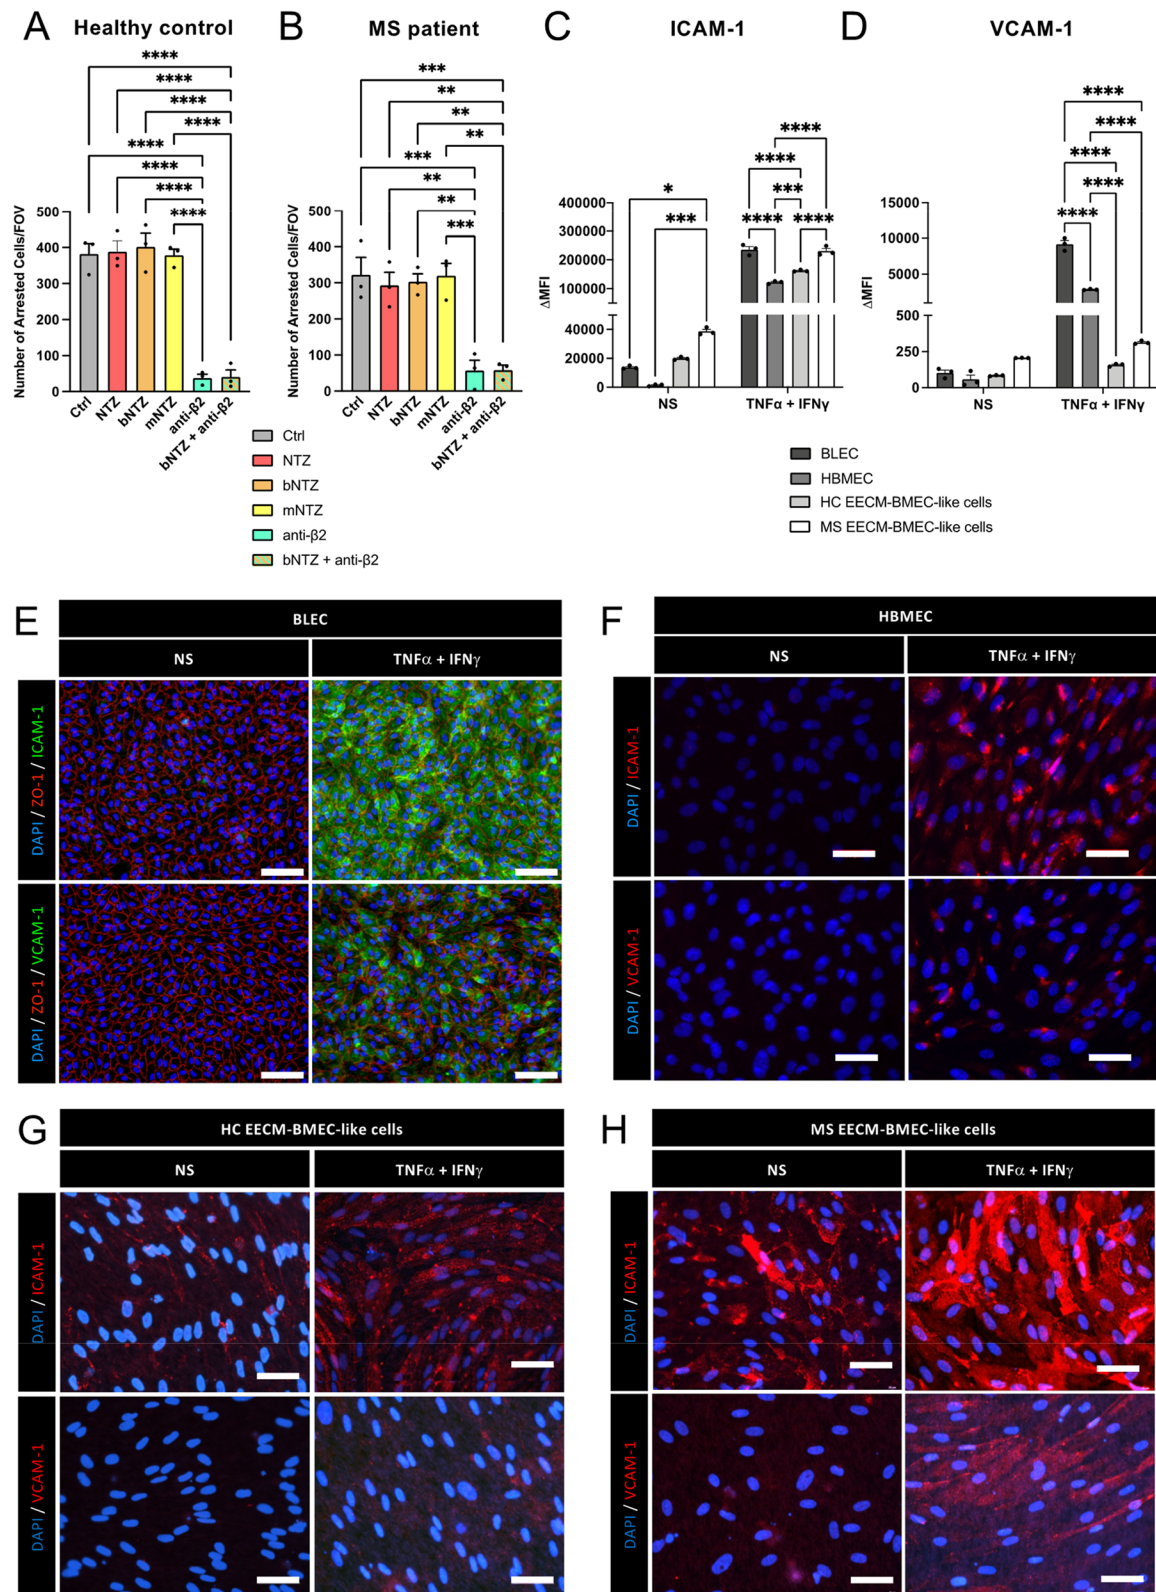 A Healthy control
****
****
****
****
****
****
****
****
Number of Arrested Cells/FOV
500
400
300
200
100
0
Ctrl
NTZ
bNTZ
mNTZ
anti-β2
bNTZ + anti-β2
B MS patient
***
**
**
**
***
**
**
***
Number of Arrested Cells/FOV
500
400
300
200
100
0
Ctrl
NTZ
bNTZ
mNTZ
anti-β2
bNTZ + anti-β2
Ctrl
NTZ
bNTZ
mNTZ
anti-β2
bNTZ + anti-β2
C ICAM-1
****
****
* ***
*** **** ****
ΔMFI
400000
300000
200000
100000
40000
20000
0
NS TNFα + IFNγ
D VCAM-1
****
****
****
****
****
ΔMFI
15000
10000
5000
500
250
0
NS TNFα + IFNγ
BLEC
HBMEC
HC EECM-BMEC-like cells
MS EECM-BMEC-like cells
E BLEC
NS TNFα + IFNγ
DAPI / ZO-1 / ICAM-1
DAPI / ZO-1 / VCAM-1
F HBMEC
NS TNFα + IFNγ
DAPI / ICAM-1
DAPI / VCAM-1
G HC EECM-BMEC-like cells
NS TNFα + IFNγ
DAPI / ICAM-1
DAPI / VCAM-1
H MS EECM-BMEC-like cells
NS TNFα + IFNγ
DAPI / ICAM-1
DAPI / VCAM-1